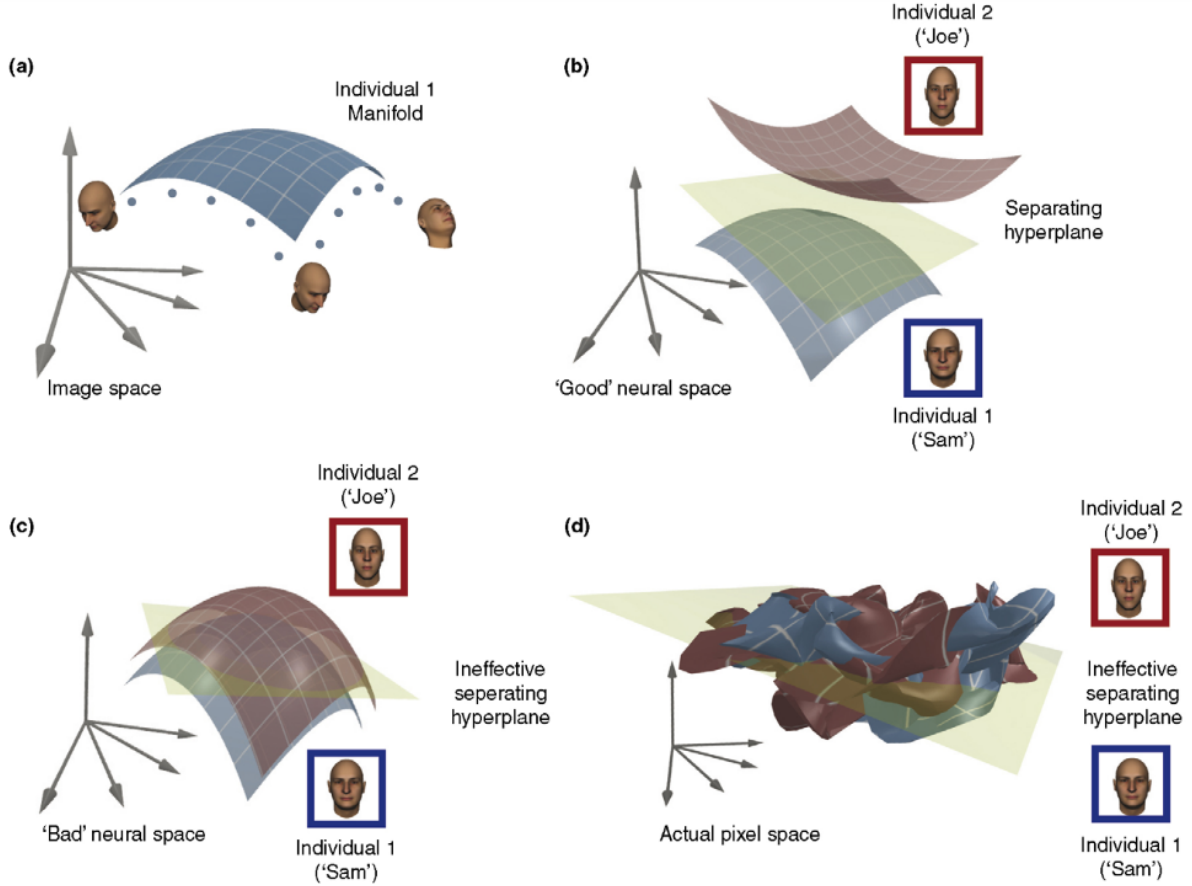 (a)
Individual 1
Manifold
Image space
(b)
Individual 2
(‘Joe’)
Separating
hyperplane
‘Good’ neural space
Individual 1
(‘Sam’)
(c)
Individual 2
(‘Joe’)
Ineffective
seperating
hyperplane
‘Bad’ neural space
Individual 1
(‘Sam’)
(d)
Individual 2
(‘Joe’)
Ineffective
separating
hyperplane
Actual pixel space
Individual 1
(‘Sam’)